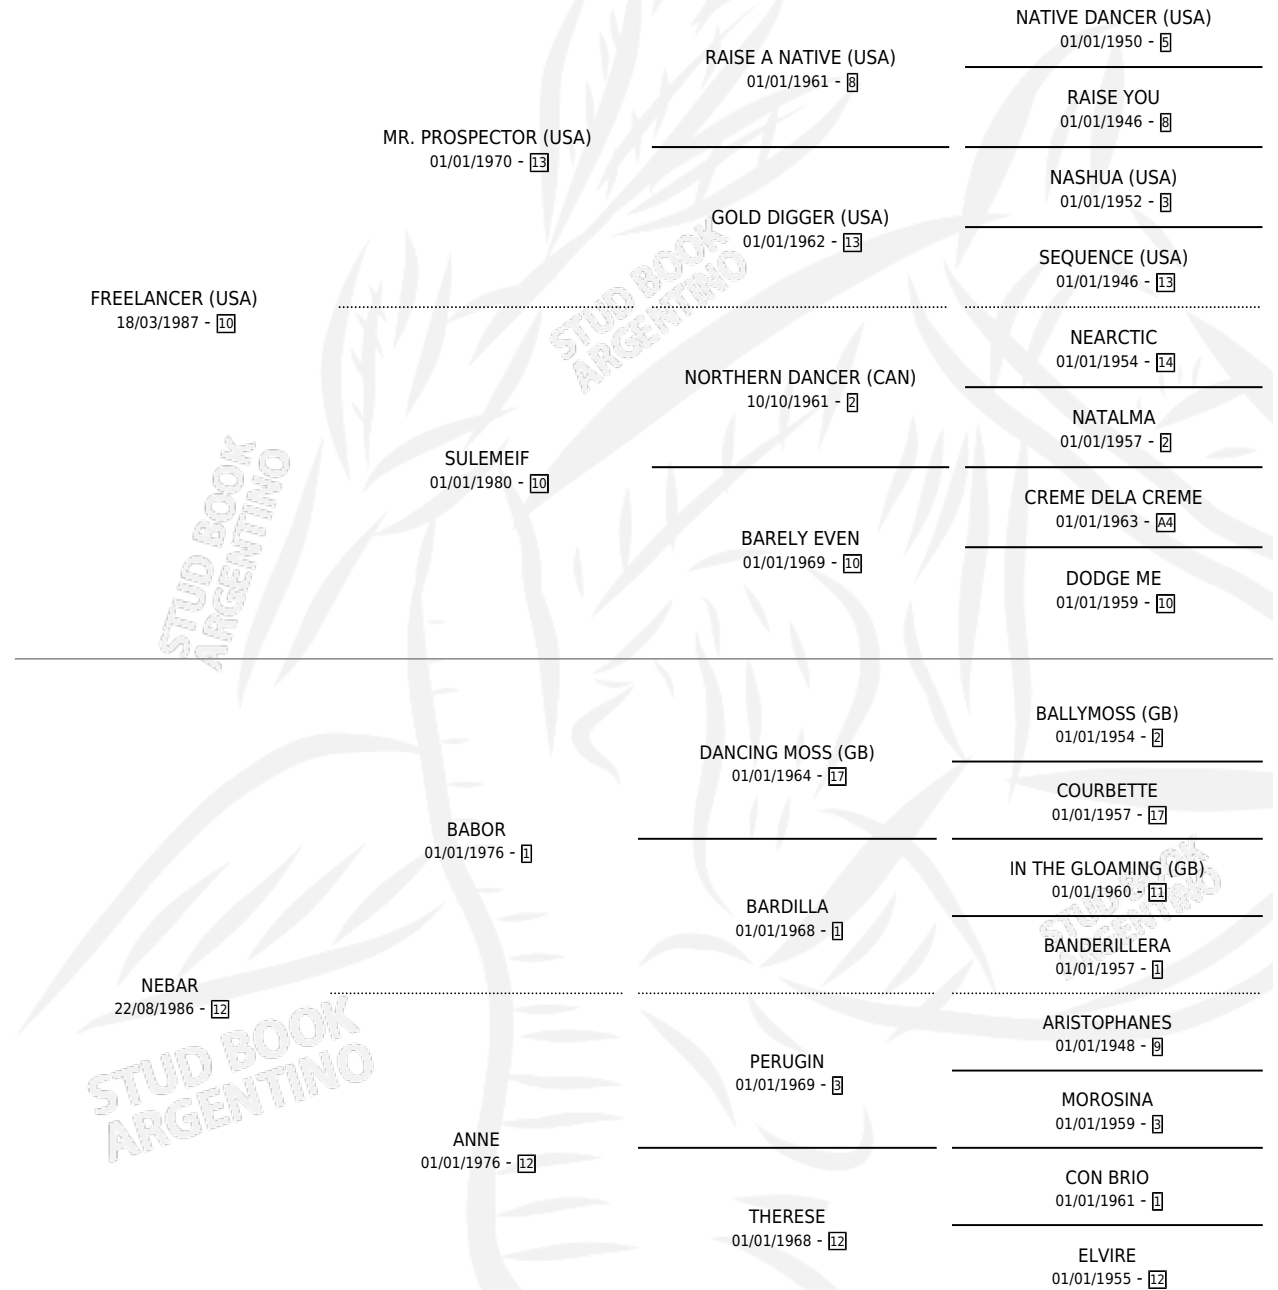 NATIVE DANCER (USA)
01/01/1950 - 5
RAISE A NATIVE (USA)
01/01/1961 - 8
RAISE YOU
01/01/1946 - 8
MR. PROSPECTOR (USA)
01/01/1970 - 13
NASHUA (USA)
01/01/1952 - 3
GOLD DIGGER (USA)
01/01/1962 - 13
SEQUENCE (USA)
01/01/1946 - 13
FREELANCER (USA)
18/03/1987 - 10
NEARCTIC
01/01/1954 - 14
NORTHERN DANCER (CAN)
10/10/1961 - 2
NATALMA
01/01/1957 - 2
SULEMEIF
01/01/1980 - 10
CREME DELA CREME
01/01/1963 - A4
BARELY EVEN
01/01/1969 - 10
DODGE ME
01/01/1959 - 10
BALLYMOSS (GB)
01/01/1954 - 2
DANCING MOSS (GB)
01/01/1964 - 17
COURBETTE
01/01/1957 - 17
BABOR
01/01/1976 - 1
IN THE GLOAMING (GB)
01/01/1960 - 11
BARDILLA
01/01/1968 - 1
BANDERILLERA
01/01/1957 - 1
NEBAR
22/08/1986 - 12
ARISTOPHANES
01/01/1948 - 9
PERUGIN
01/01/1969 - 3
MOROSINA
01/01/1959 - 3
ANNE
01/01/1976 - 12
CON BRIO
01/01/1961 - 1
THERESE
01/01/1968 - 12
ELVIRE
01/01/1955 - 12
STUD BOOK
ARGENTINO
STUD BOOK
ARGENTINO
STUD BOOK
ARGENTINO
STUD BOOK
ARGENTINO